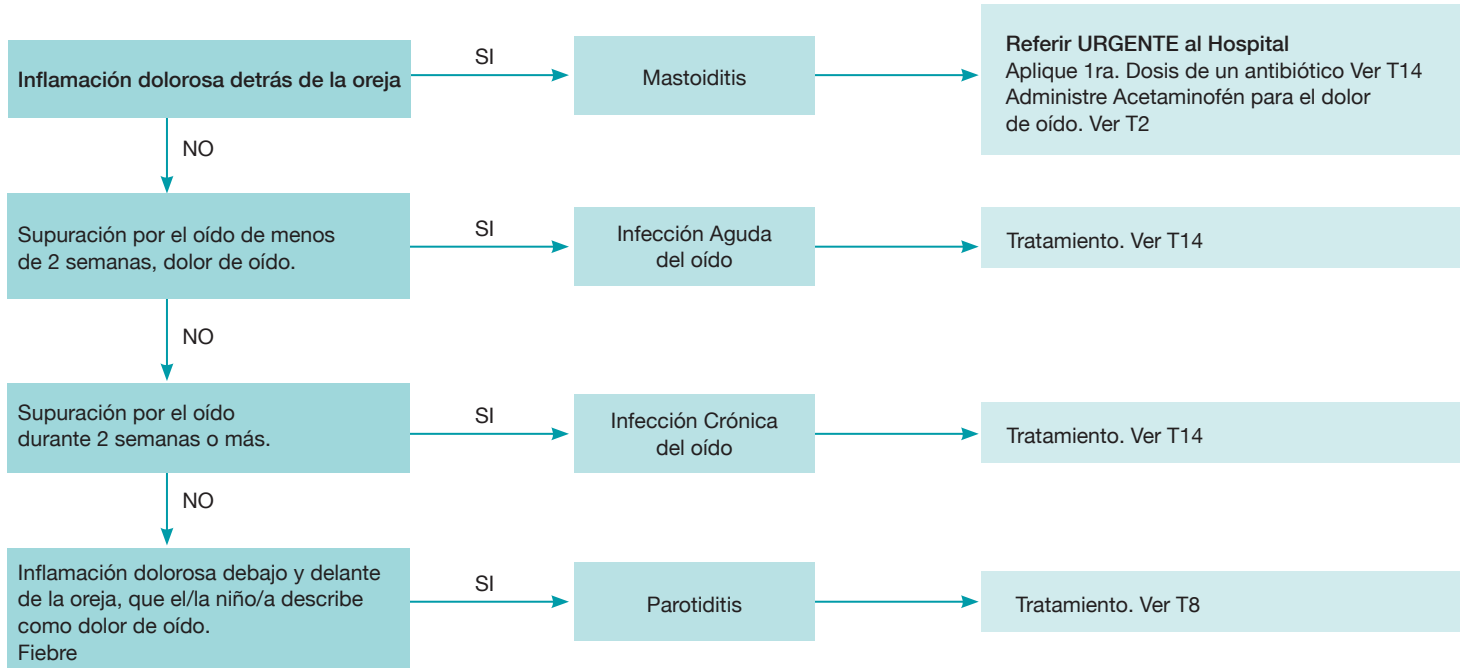 Inflamación dolorosa detrás de la oreja
SI
Mastoiditis
Referir URGENTE al Hospital
Aplique 1ra. Dosis de un antibiótico Ver T14
Administre Acetaminofén para el dolor
de oído. Ver T2
NO
Supuración por el oído de menos
de 2 semanas, dolor de oído.
SI
Infección Aguda
del oído
Tratamiento. Ver T14
NO
Supuración por el oído
durante 2 semanas o más.
SI
Infección Crónica
del oído
Tratamiento. Ver T14
NO
Inflamación dolorosa debajo y delante
de la oreja, que el/la niño/a describe
como dolor de oído.
Fiebre
SI
Parotiditis
Tratamiento. Ver T8